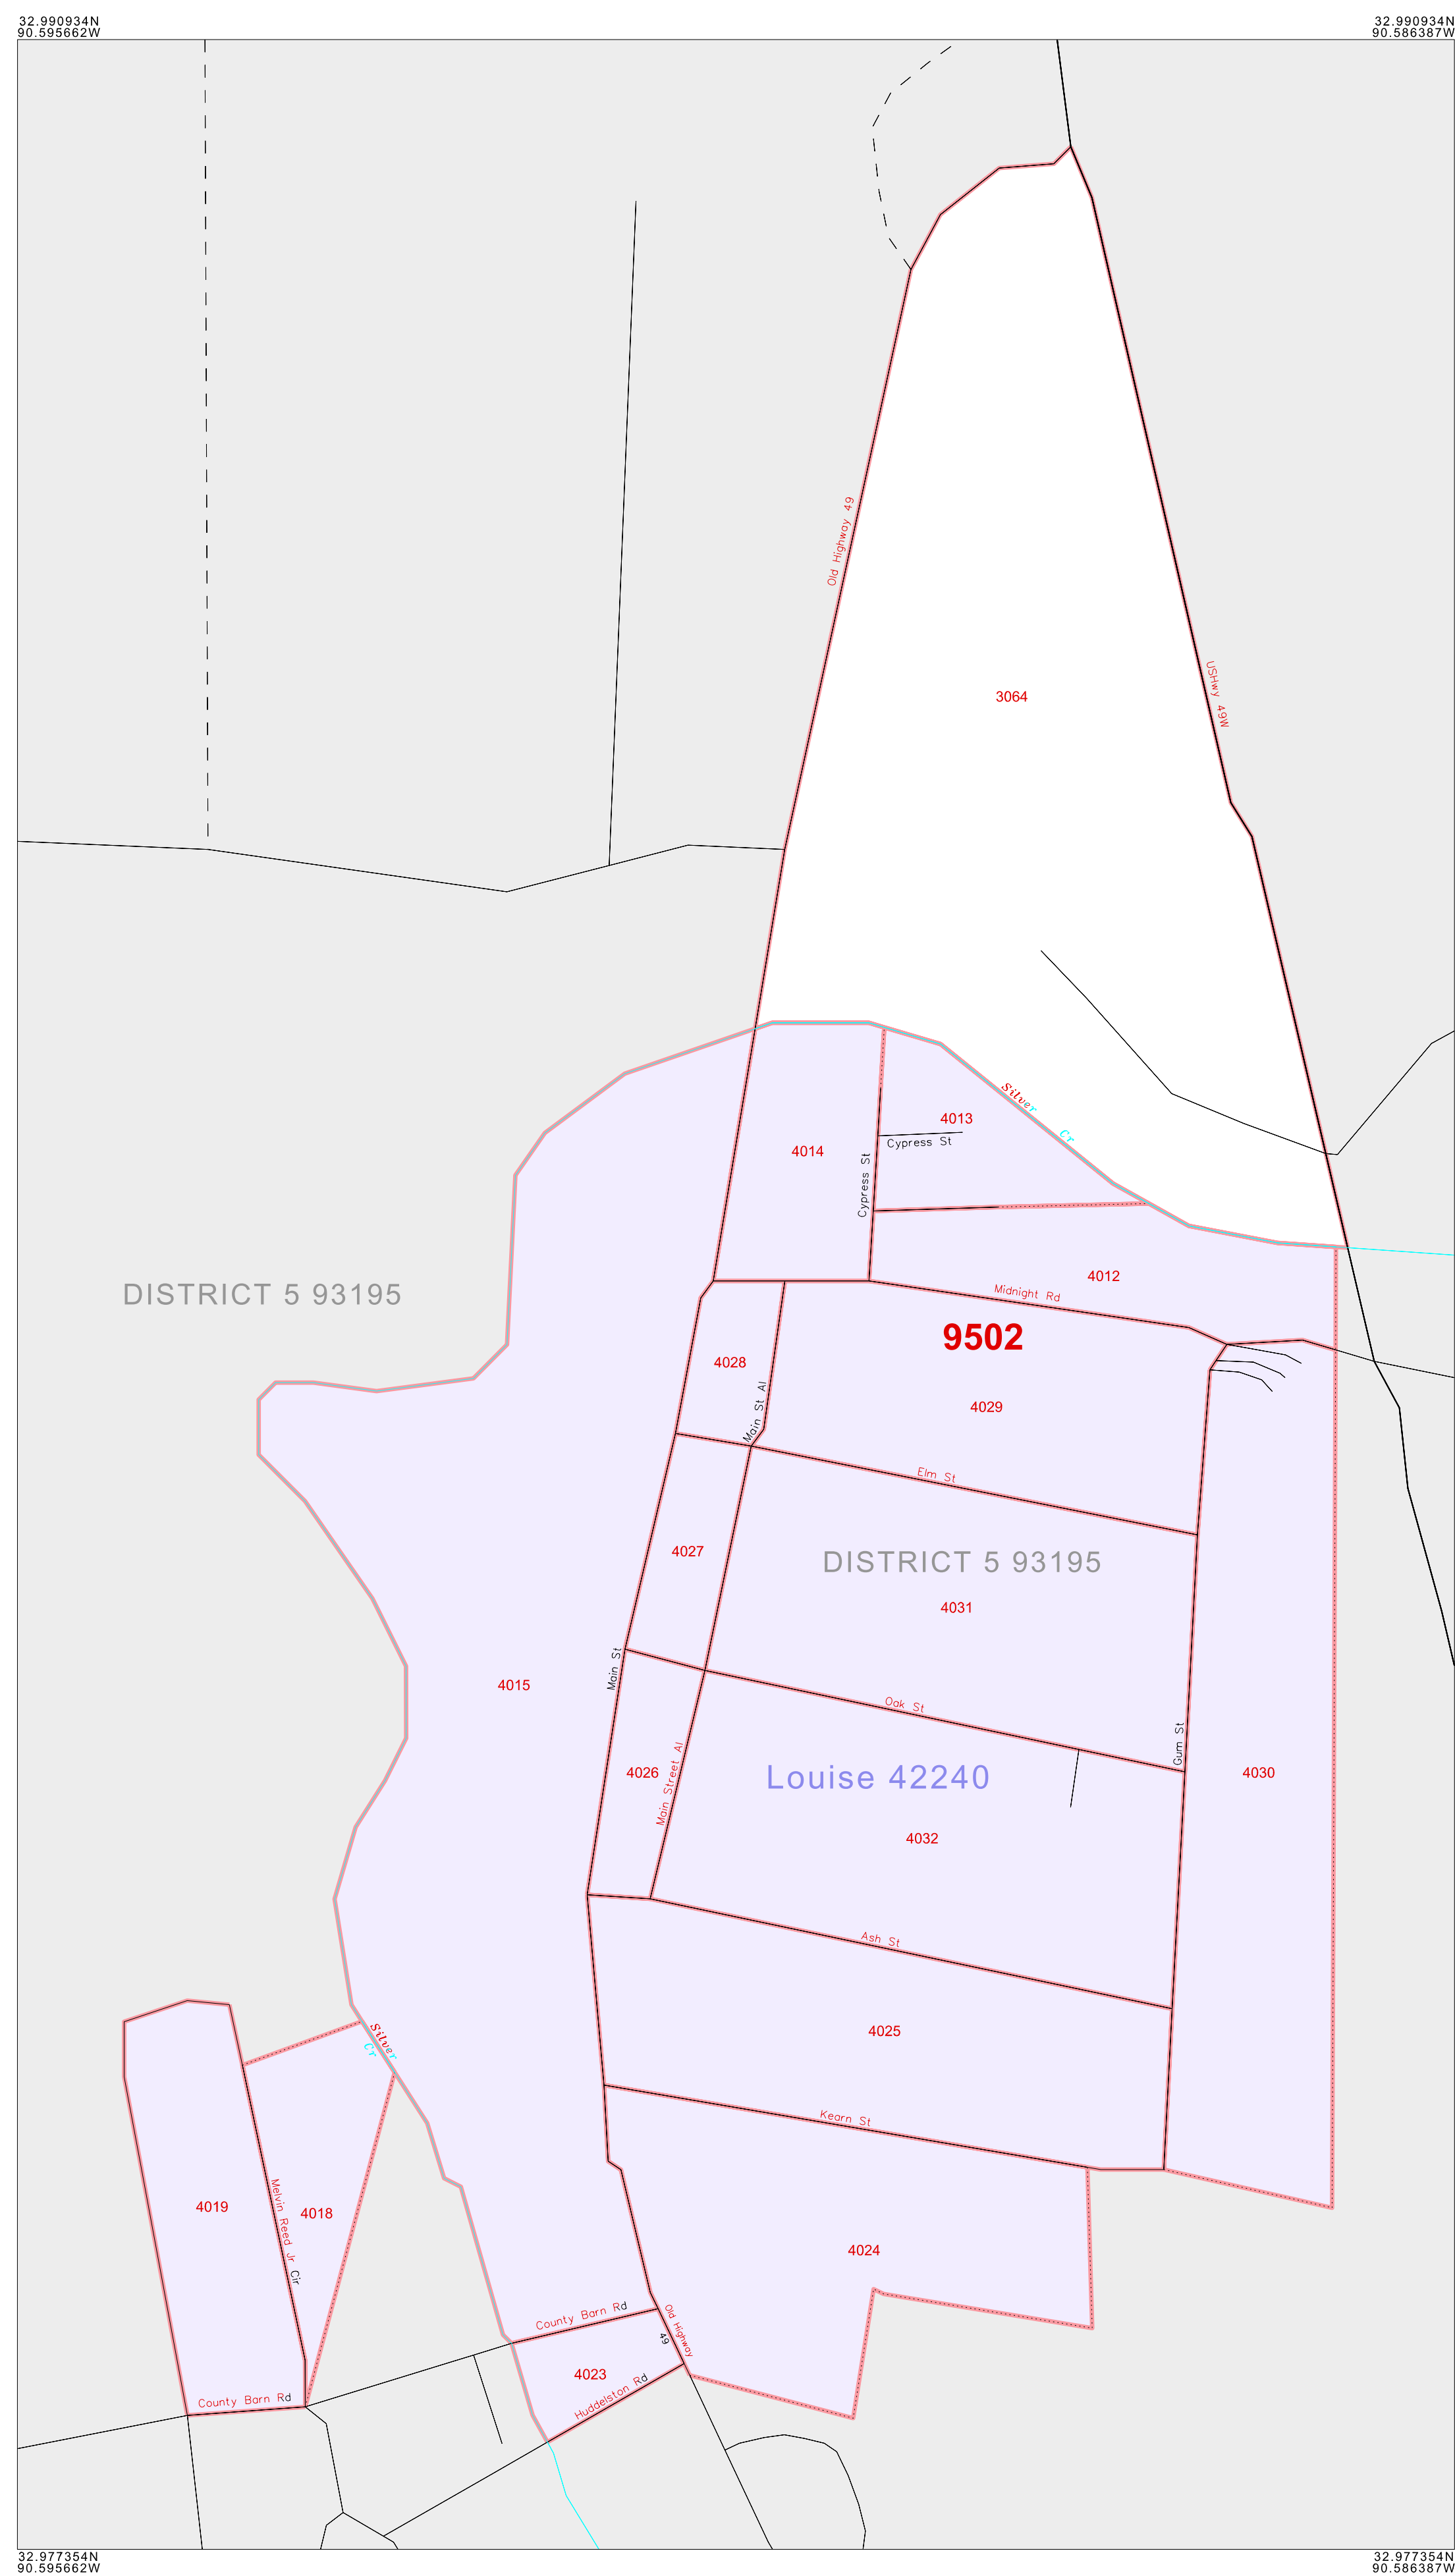 32.990934N
90.595662W
32.990934N
90.586387W
Old Highway 49
USHwy 49W
3064
Silver Cr
4013
Cypress St
4014
Cypress St
4012
Midnight Rd
DISTRICT 5 93195
9502
4028
Main St Al
4029
Elm St
4027
DISTRICT 5 93195
4031
Main St
4015
Oak St
Gum St
4026
Main Street Al
Louise 42240
4030
4032
Ash St
4025
Silver Cr
Kearn St
4019
Melvin Reed Jr Cir
4018
4024
County Barn Rd
Old Highway 49
4023
Huddelston Rd
County Barn Rd
32.977354N
90.595662W
32.977354N
90.586387W